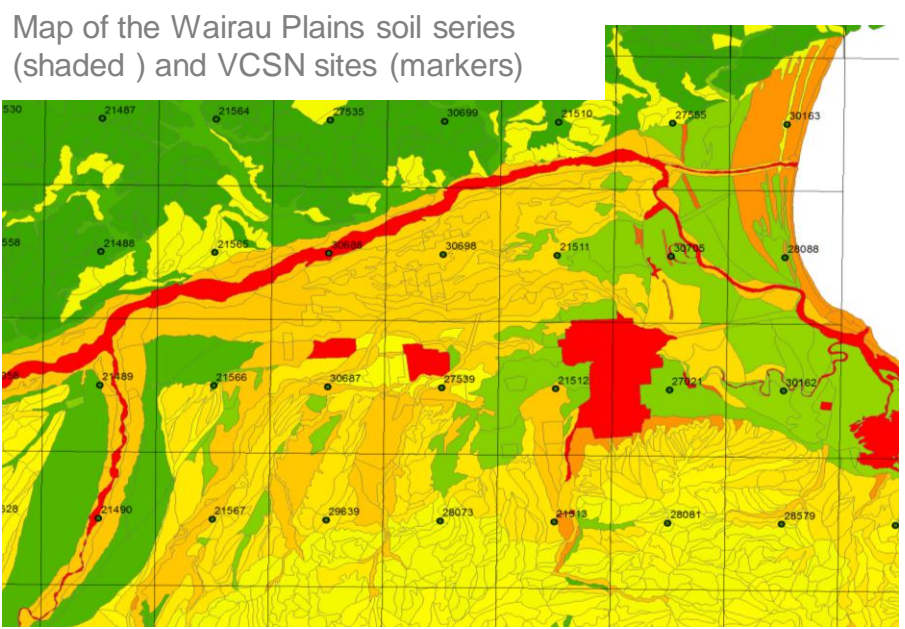 Map of the Wairau Plains soil series
(shaded ) and VCSN sites (markers)
530 21487 21564 27535 30699 21510 27585 30163
558 21488 21565 30688 30698 21511 30705 28088
21489 21566 30687 27539 21512 27021 30162
628 21490 21567 29639 28073 21313 28081 28579